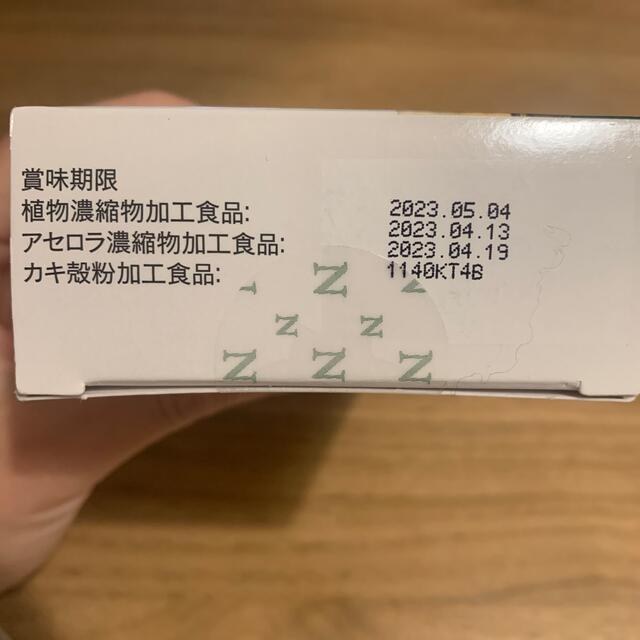 賞味期限
植物濃縮物加工食品: 2023.05.04
アセロラ濃縮物加工食品: 2023.04.13
カキ殻粉加工食品: 2023.04.19
1140KT4B
Z
Z Z
Z Z Z